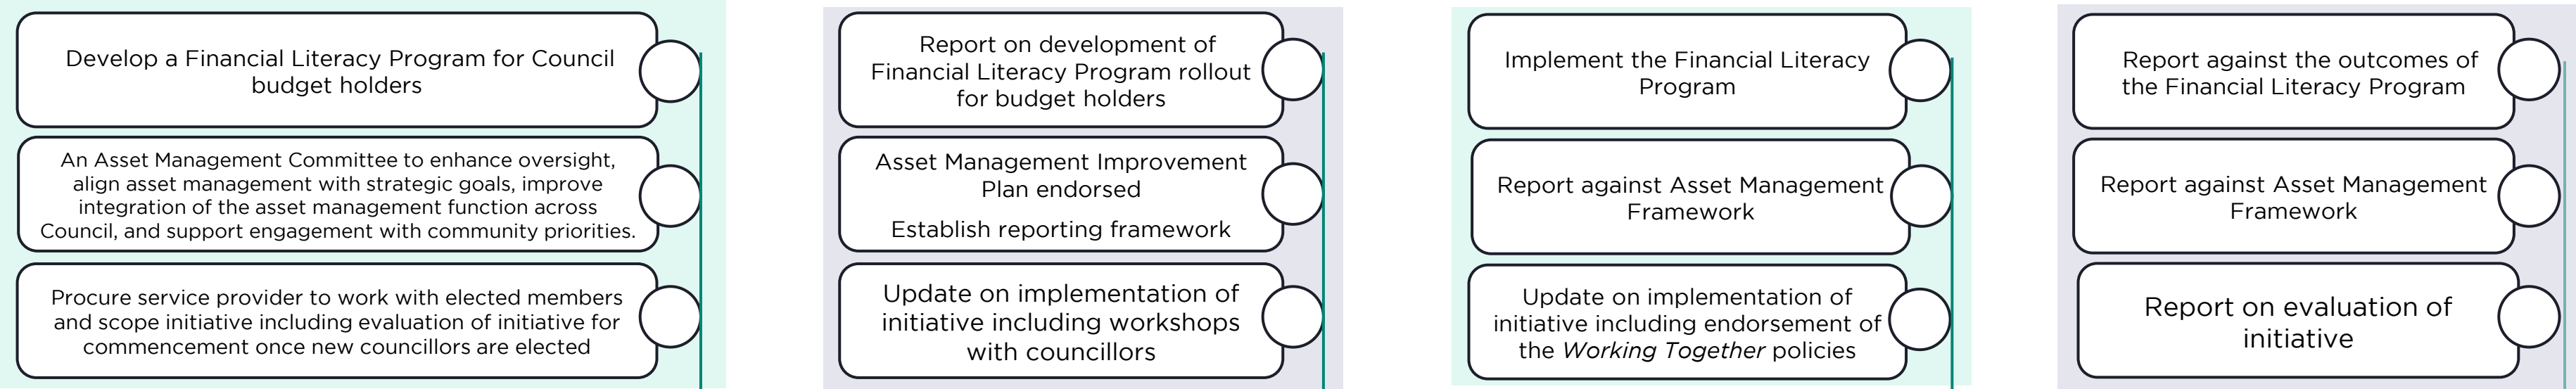 Develop a Financial Literacy Program for Council
budget holders
An Asset Management Committee to enhance oversight,
align asset management with strategic goals, improve
integration of the asset management function across
Council, and support engagement with community priorities.
Procure service provider to work with elected members
and scope initiative including evaluation of initiative for
commencement once new councillors are elected
Report on development of
Financial Literacy Program rollout
for budget holders
Asset Management Improvement
Plan endorsed
Establish reporting framework
Update on implementation of
initiative including workshops
with councillors
Implement the Financial Literacy
Program
Report against Asset Management
Framework
Update on implementation of
initiative including endorsement of
the Working Together policies
Report against the outcomes of
the Financial Literacy Program
Report against Asset Management
Framework
Report on evaluation of
initiative